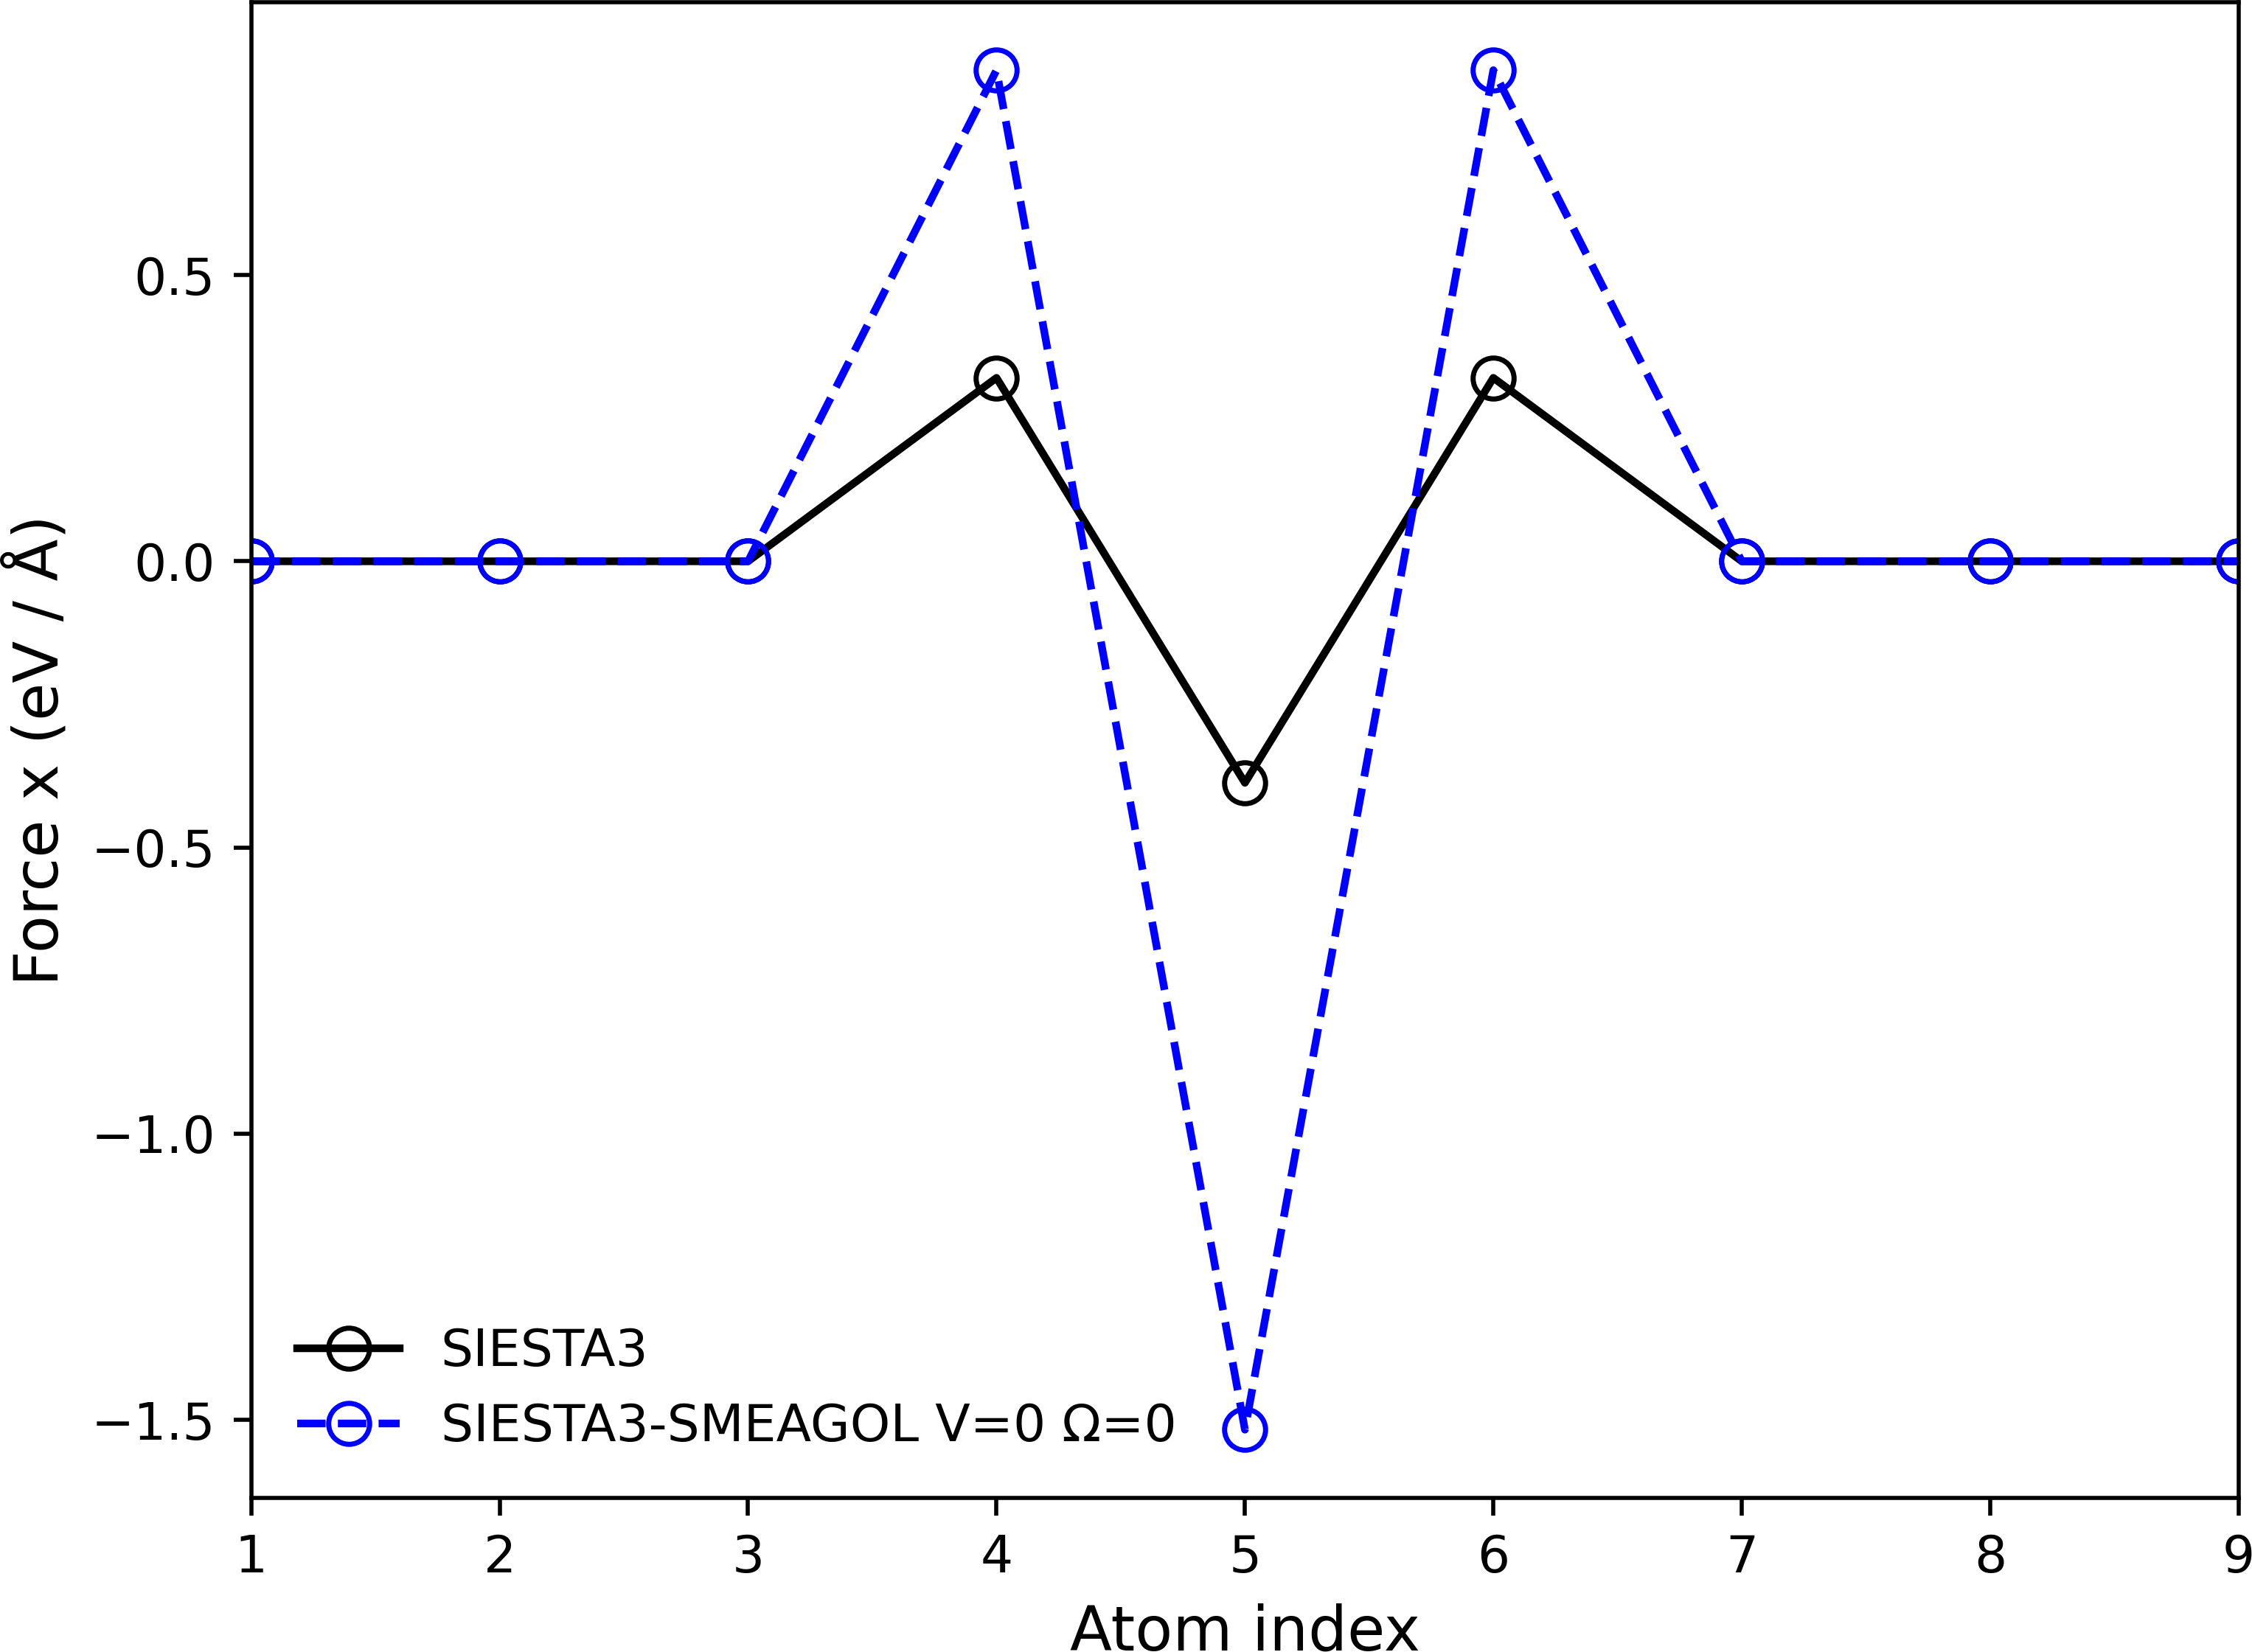 Force x (eV / Å)
0.5
0.0
−0.5
−1.0
−1.5
SIESTA3
SIESTA3-SMEAGOL V=0 Ω=0
1 2 3 4 5 6 7 8 9
Atom index